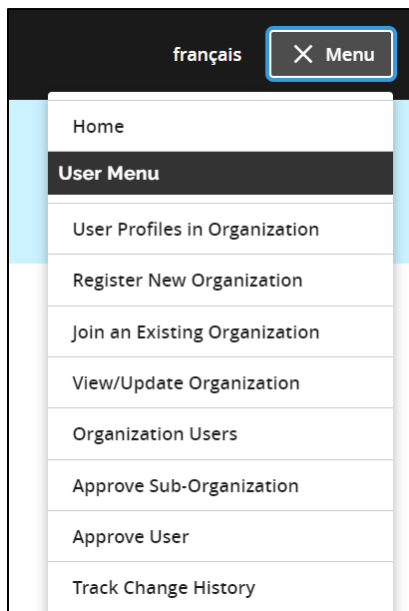 français Menu
Home
User Menu
User Profiles in Organization
Register New Organization
Join an Existing Organization
View/Update Organization
Organization Users
Approve Sub-Organization
Approve User
Track Change History